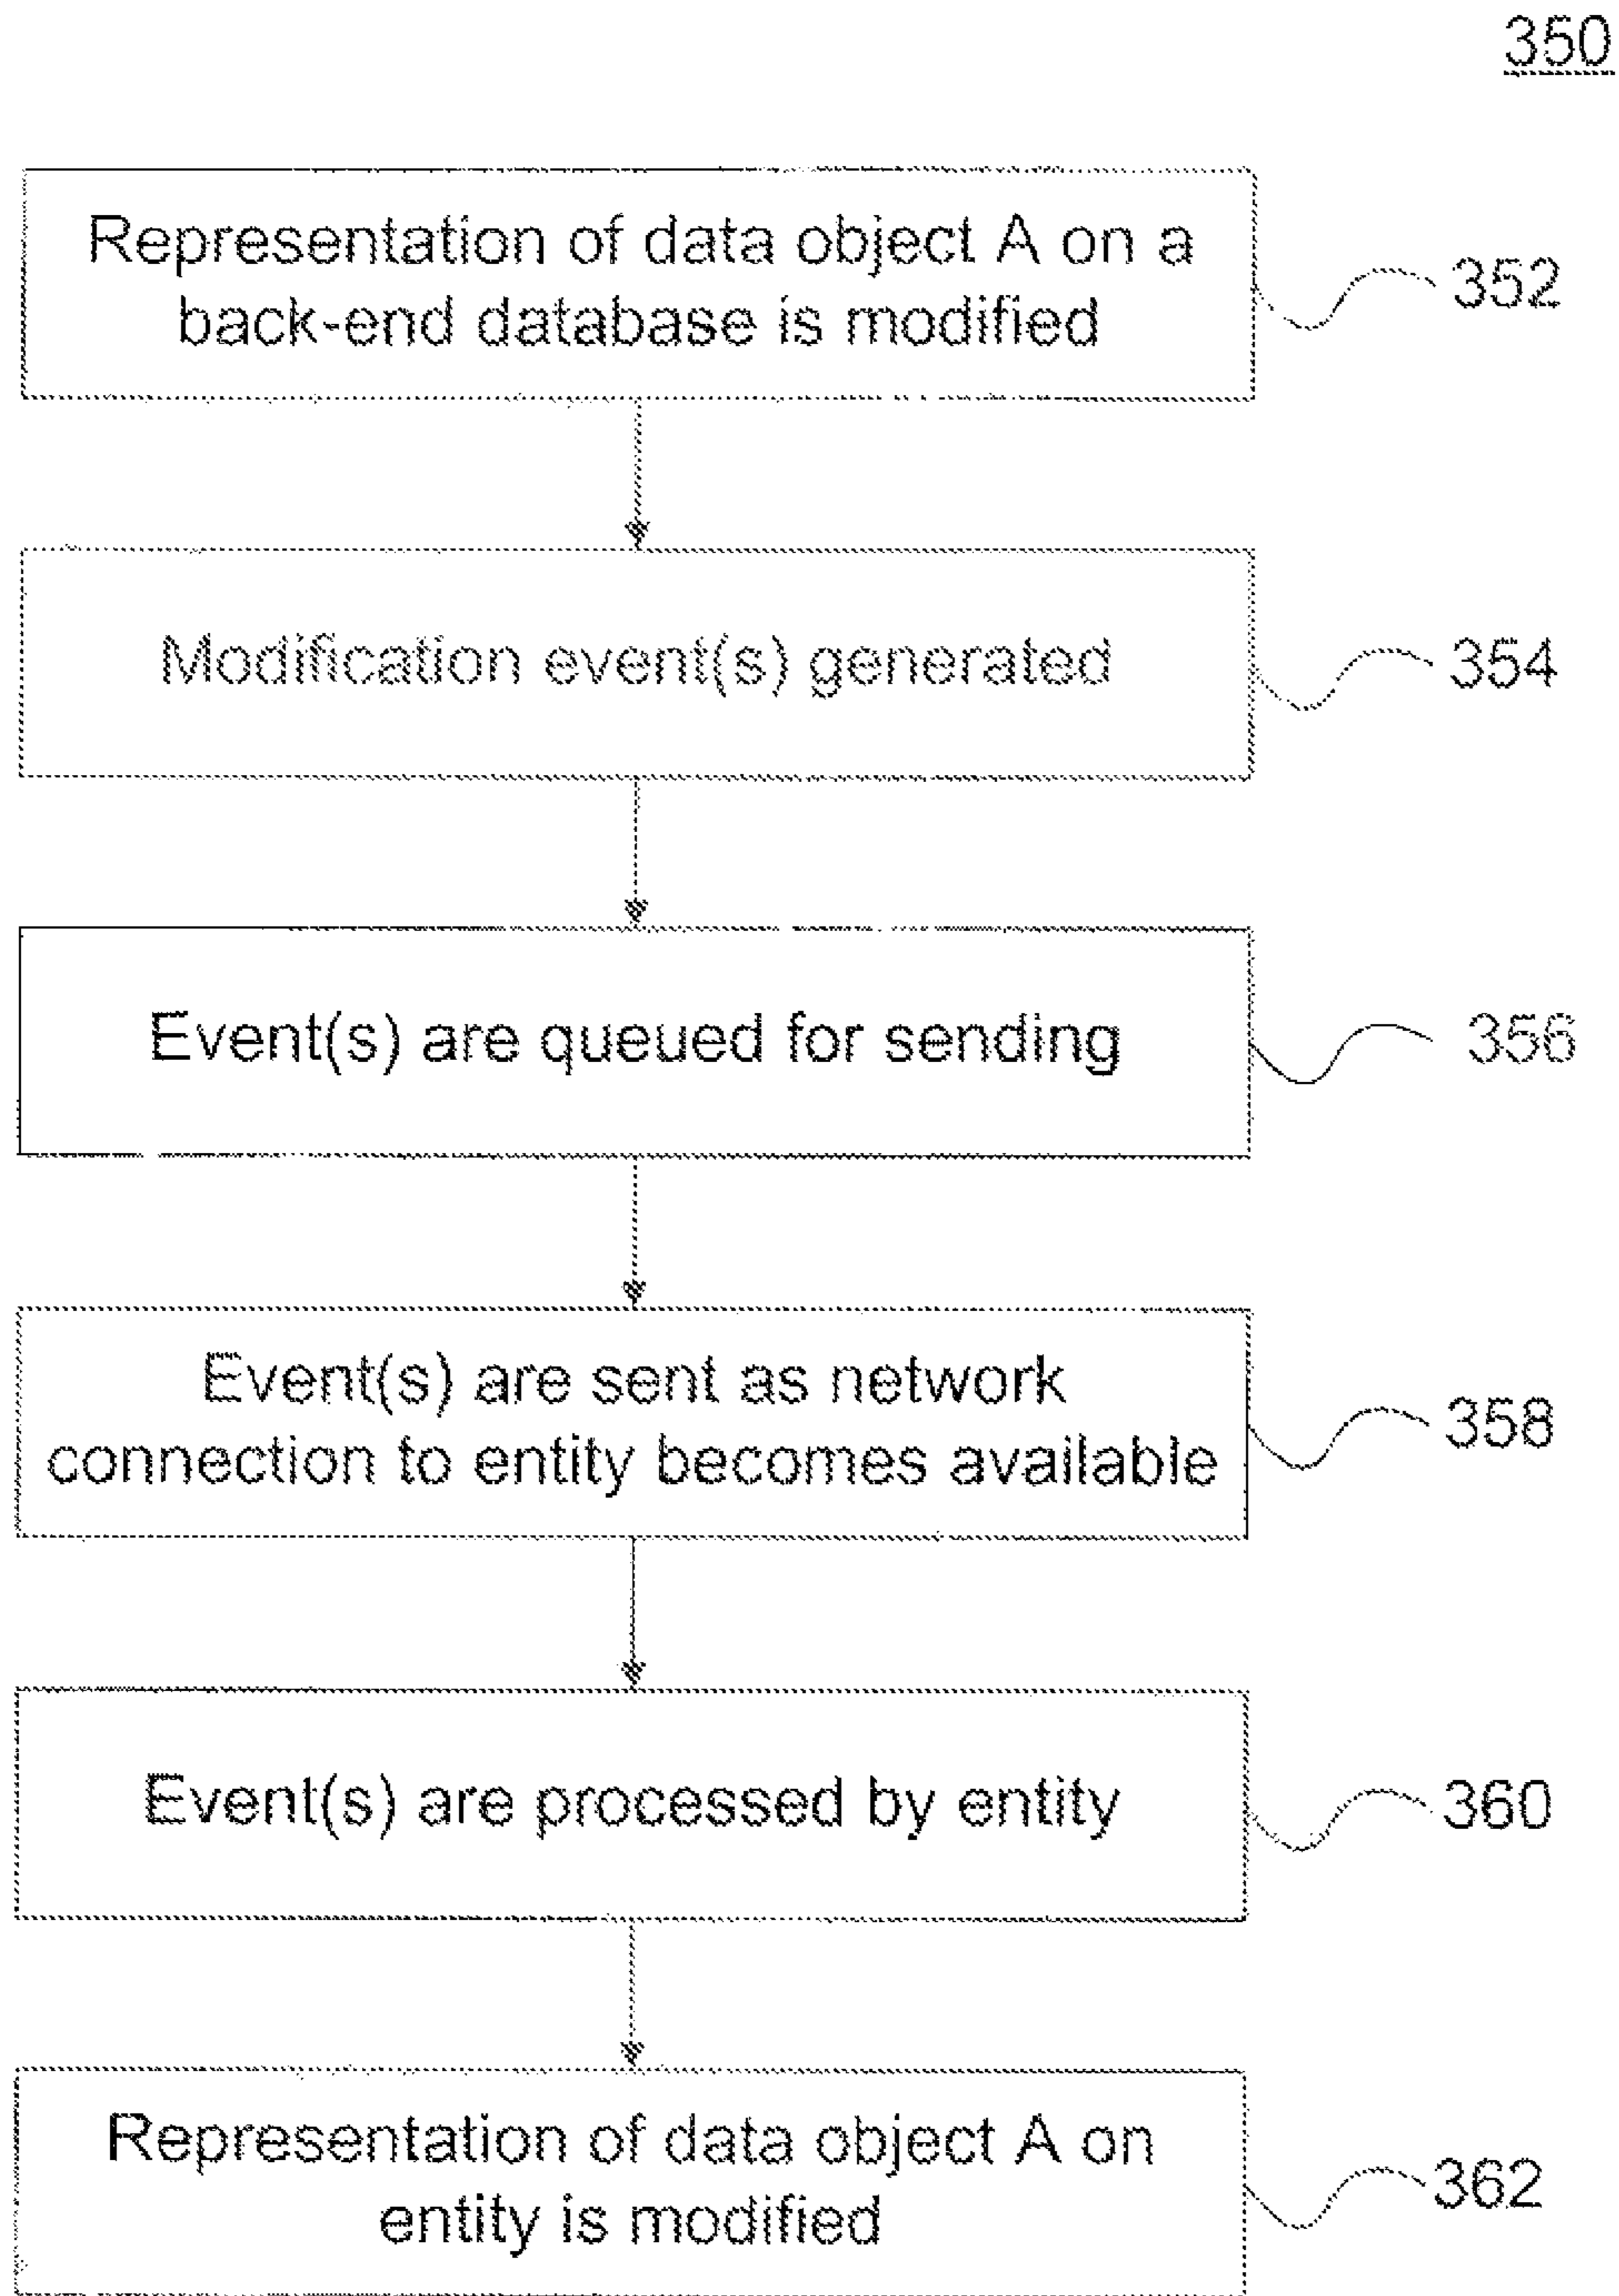 350
Representation of data object A on a
back-end database is modified
352
Modification event(s) generated
354
Event(s) are queued for sending
356
Event(s) are sent as network
connection to entity becomes available
358
Event(s) are processed by entity
360
Representation of data object A on
entity is modified
362